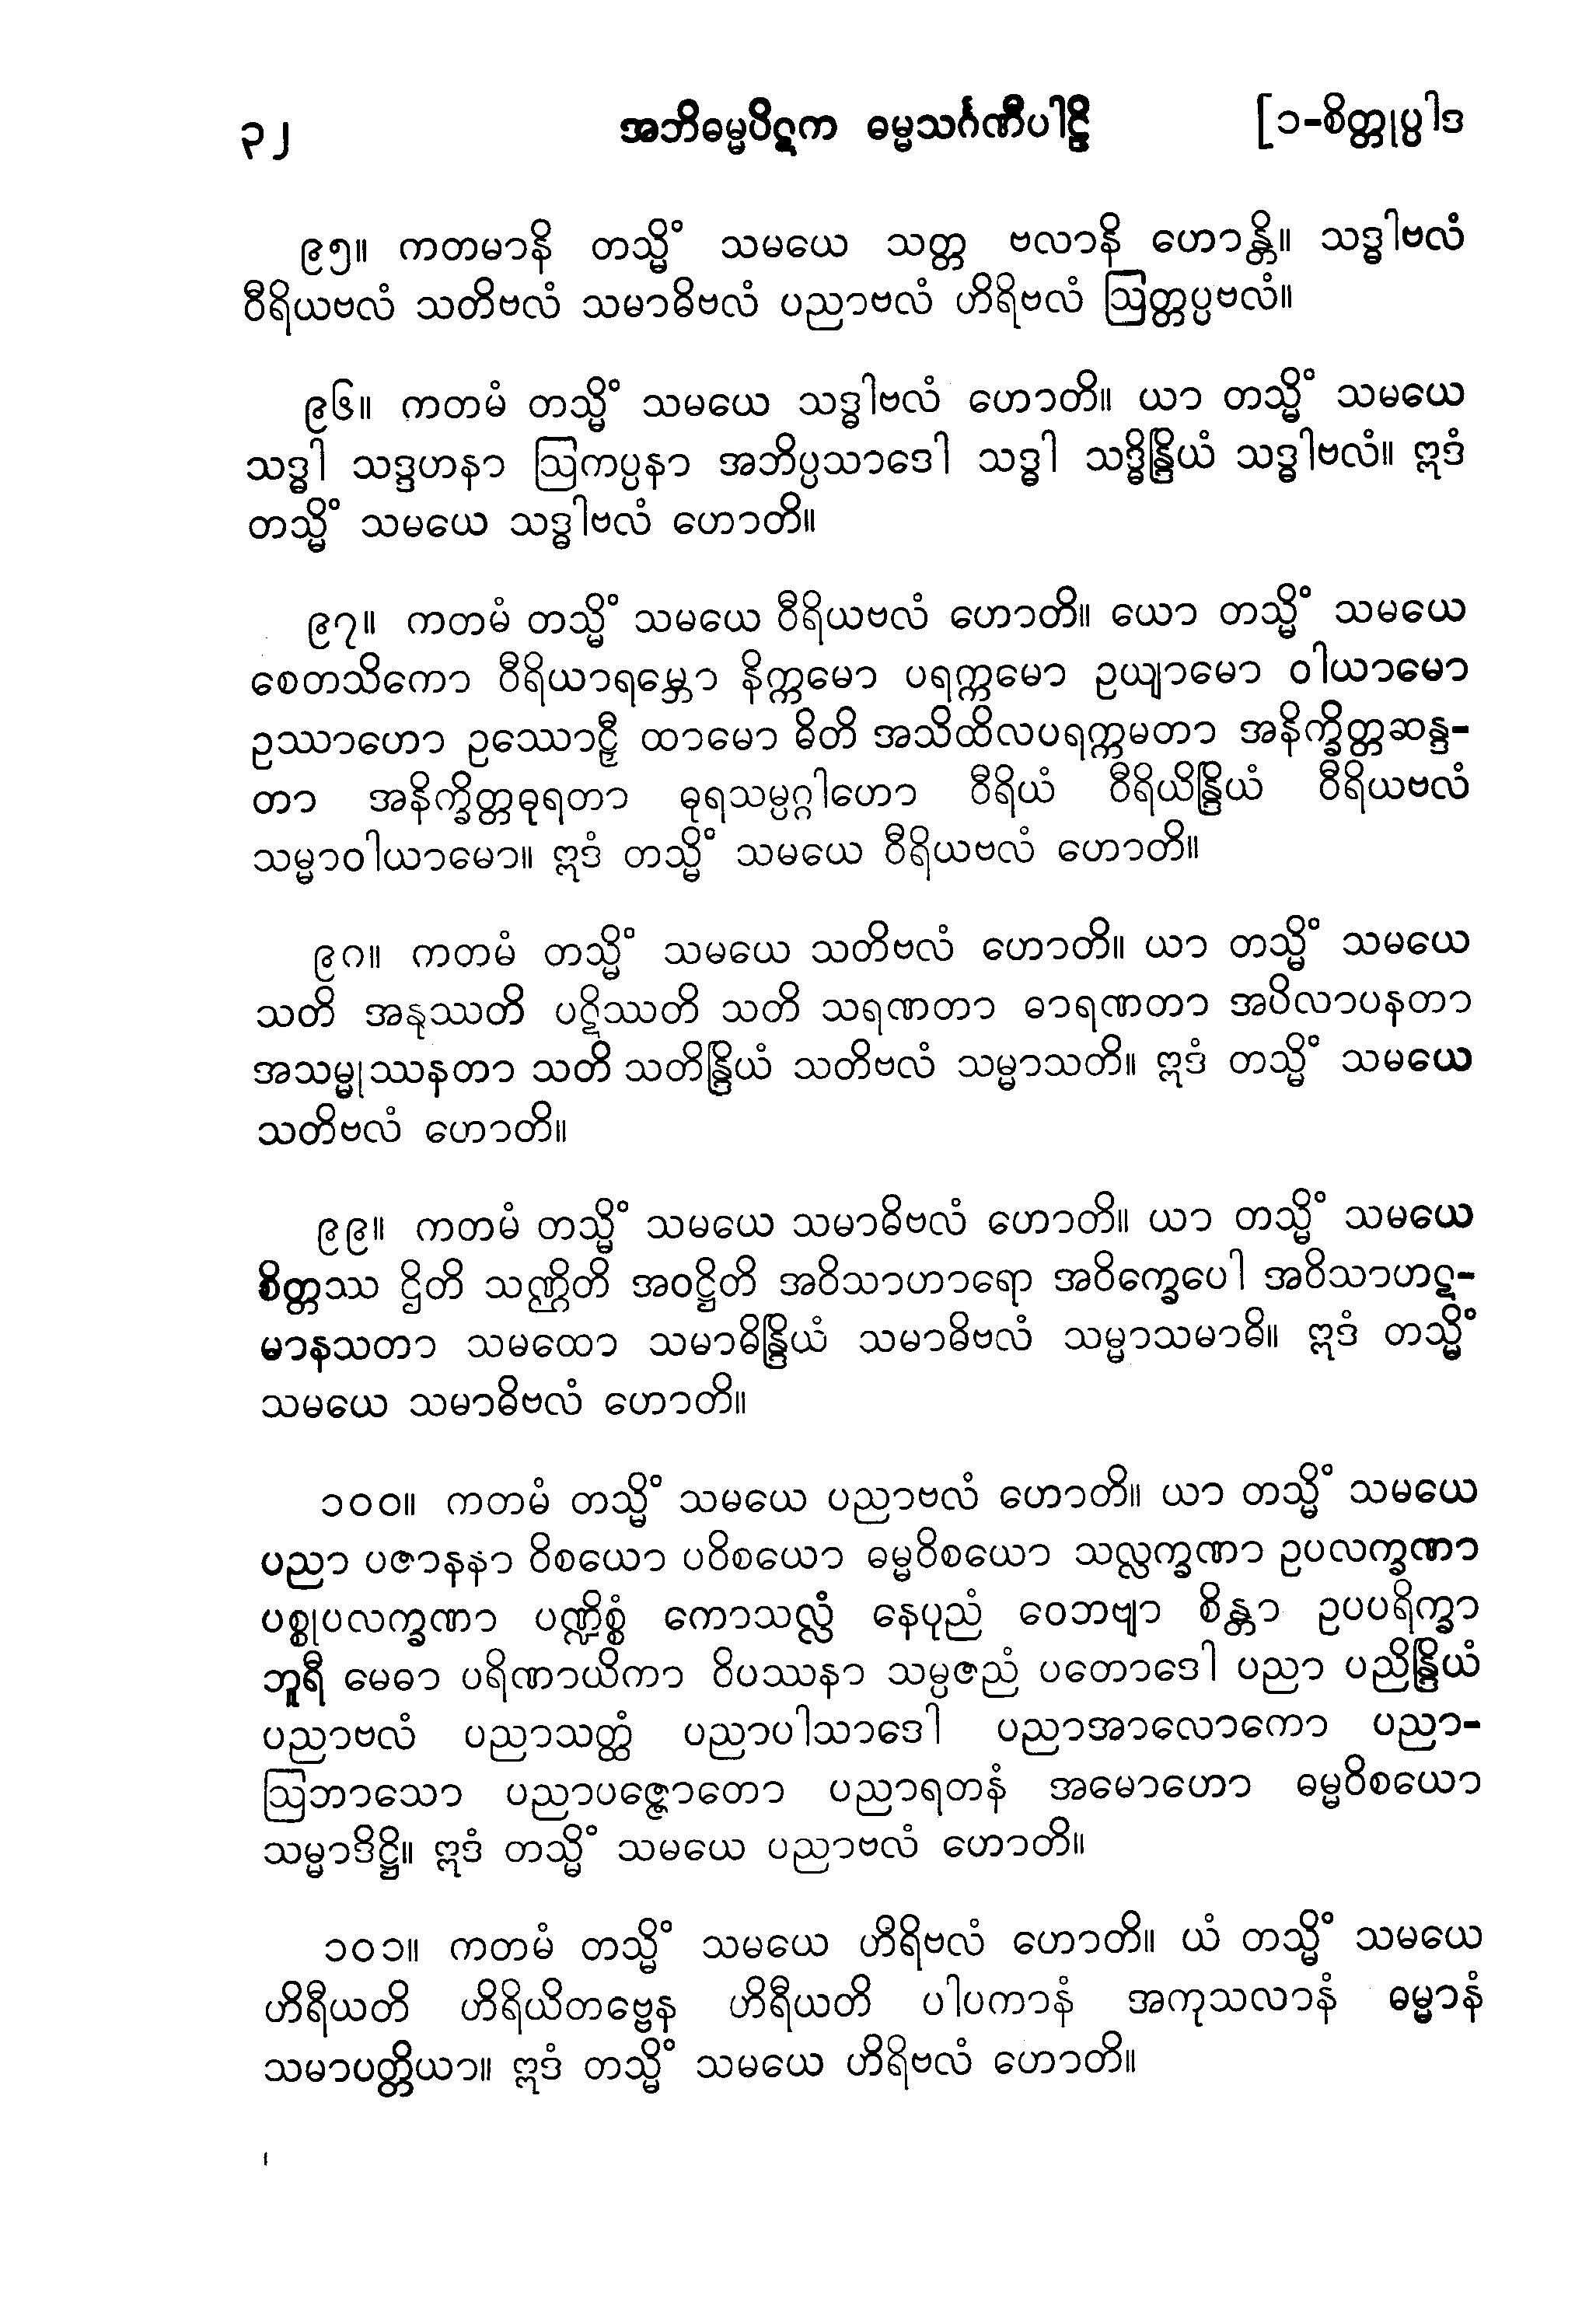 ၃၂ အဘိဓမ္မပိဋက ဓမ္မသင်္ဂဏီပါဠိ [၁-စိတ္တုပ္ပါဒ
၉၅။ ကတမာနိ တသ္မိံ သမယေ သတ္တ ဗလာနိ ဟောန္တိ။ သဒ္ဓါဗလံ
ဝီရိယဗလံ သတိဗလံ သမာဓိဗလံ ပညာဗလံ ဟိရိဗလံ ဩတ္တပ္ပဗလံ။
၉၆။ ကတမံ တသ္မိံ သမယေ သဒ္ဓါဗလံ ဟောတိ။ ယာ တသ္မိံ သမယေ
သဒ္ဓါ သဒ္ဒဟနာ ဩကပ္ပနာ အဘိပ္ပသာဒေါ သဒ္ဓါ သဒ္ဓိန္ဒြိယံ သဒ္ဓါဗလံ။ ဣဒံ
တသ္မိံ သမယေ သဒ္ဓါဗလံ ဟောတိ။
၉၇။ ကတမံ တသ္မိံ သမယေ ဝီရိယဗလံ ဟောတိ။ ယော တသ္မိံ သမယေ
စေတသိကော ဝီရိယာရမ္ဘော နိက္ကမော ပရက္ကမော ဥယျာမော ဝါယာမော
ဥဿာဟော ဥဿောဠှီ ထာမော ဓိတိ အသိထိလပရက္ကမတာ အနိက္ခိတ္တဆန္ဒ-
တာ အနိက္ခိတ္တဓုရတာ ဓုရသမ္ပဂ္ဂါဟော ဝီရိယံ ဝီရိယိန္ဒြိယံ ဝီရိယဗလံ
သမ္မာဝါယာမော။ ဣဒံ တသ္မိံ သမယေ ဝီရိယဗလံ ဟောတိ။
၉၈။ ကတမံ တသ္မိံ သမယေ သတိဗလံ ဟောတိ။ ယာ တသ္မိံ သမယေ
သတိ အနုဿတိ ပဋိဿတိ သတိ သရဏတာ ဓာရဏတာ အပိလာပနတာ
အသမ္မုဿနတာ သတိ သတိန္ဒြိယံ သတိဗလံ သမ္မာသတိ။ ဣဒံ တသ္မိံ သမယေ
သတိဗလံ ဟောတိ။
၉၉။ ကတမံ တသ္မိံ သမယေ သမာဓိဗလံ ဟောတိ။ ယာ တသ္မိံ သမယေ
စိတ္တဿ ဌိတိ သဏ္ဌိတိ အဝဋ္ဌိတိ အဝိသာဟာရော အဝိက္ခေပေါ အဝိသာဟဋ-
မာနသတာ သမထော သမာဓိန္ဒြိယံ သမာဓိဗလံ သမ္မာသမာဓိ။ ဣဒံ တသ္မိံ
သမယေ သမာဓိဗလံ ဟောတိ။
၁၀၀။ ကတမံ တသ္မိံ သမယေ ပညာဗလံ ဟောတိ။ ယာ တသ္မိံ သမယေ
ပညာ ပဇာနနာ ဝိစယော ပဝိစယော ဓမ္မဝိစယော သလ္လက္ခဏာ ဥပလက္ခဏာ
ပစ္စုပလက္ခဏာ ပဏ္ဍိစ္စံ ကောသလ္လံ နေပုညံ ဝေဘဗျာ စိန္တာ ဥပပရိက္ခာ
ဘူရီ မေဓာ ပရိဏာယိကာ ဝိပဿနာ သမ္ပဇညံ ပတောဒေါ ပညာ ပညိန္ဒြိယံ
ပညာဗလံ ပညာသတ္ထံ ပညာပါသာဒေါ ပညာအာလောကော ပညာ-
ဩဘာသော ပညာပဇ္ဇောတော ပညာရတနံ အမောဟော ဓမ္မဝိစယော
သမ္မာဒိဋ္ဌိ။ ဣဒံ တသ္မိံ သမယေ ပညာဗလံ ဟောတိ။
၁၀၁။ ကတမံ တသ္မိံ သမယေ ဟိရိဗလံ ဟောတိ။ ယံ တသ္မိံ သမယေ
ဟိရီယတိ ဟိရိယိတဗ္ဗေန ဟိရီယတိ ပါပကာနံ အကုသလာနံ ဓမ္မာနံ
သမာပတ္တိယာ။ ဣဒံ တသ္မိံ သမယေ ဟိရိဗလံ ဟောတိ။